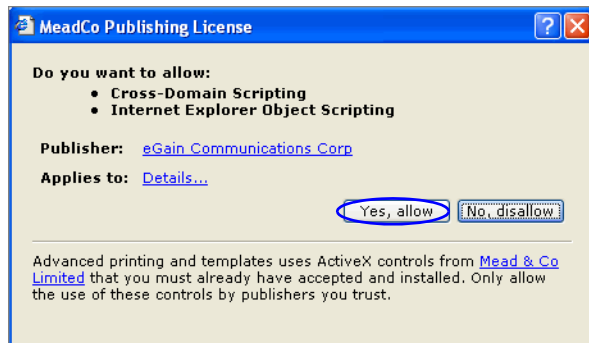 MeadCo Publishing License
Do you want to allow:
• Cross-Domain Scripting
• Internet Explorer Object Scripting
Publisher: eGain Communications Corp
Applies to: Details...
Yes, allow No, disallow
Advanced printing and templates uses ActiveX controls from Mead & Co
Limited that you must already have accepted and installed. Only allow
the use of these controls by publishers you trust.